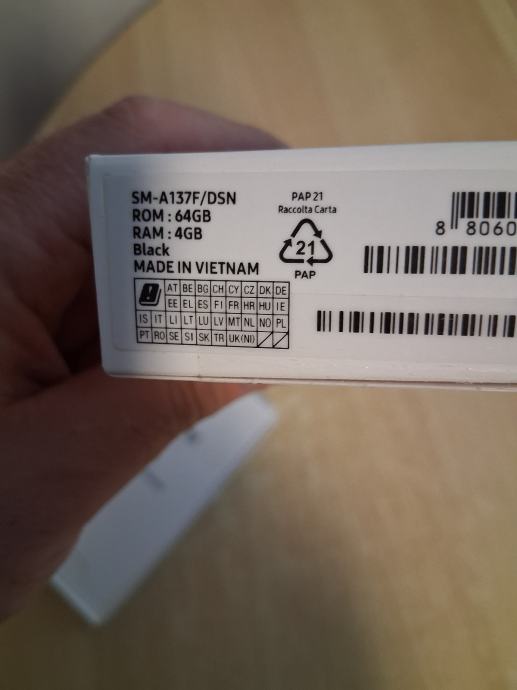 SM-A137F/DSN
ROM : 64GB
RAM : 4GB
Black
MADE IN VIETNAM
AT BE BG CH CY CZ DK DE
EE EL ES FI FR HR HU IE
IS IT LI LT LU LV MT NL NO PL
PT RO SE SI SK TR UK(NI)
PAP 21
Raccolta Carta
21
PAP
8 8060